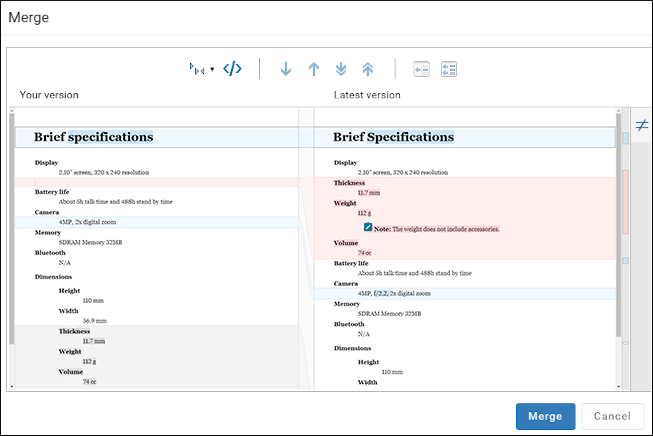 Merge
Your version
Latest version
Brief specifications
Display
2.10" screen, 320 x 240 resolution
Battery life
About 5h talk time and 488h stand by time
Camera
4MP, 2x digital zoom
Memory
SDRAM Memory 32MB
Bluetooth
N/A
Dimensions
Height
110 mm
Width
56.9 mm
Thickness
11.7 mm
Weight
112 g
Volume
74 cc
Brief Specifications
Display
2.10" screen, 320 x 240 resolution
Thickness
11.7 mm
Weight
112 g
Note: The weight does not include accessories.
Volume
74 cc
Battery life
About 5h talk time and 488h stand by time
Camera
4MP, f/2.2, 2x digital zoom
Memory
SDRAM Memory 32MB
Bluetooth
N/A
Dimensions
Height
110 mm
Width
Merge
Cancel